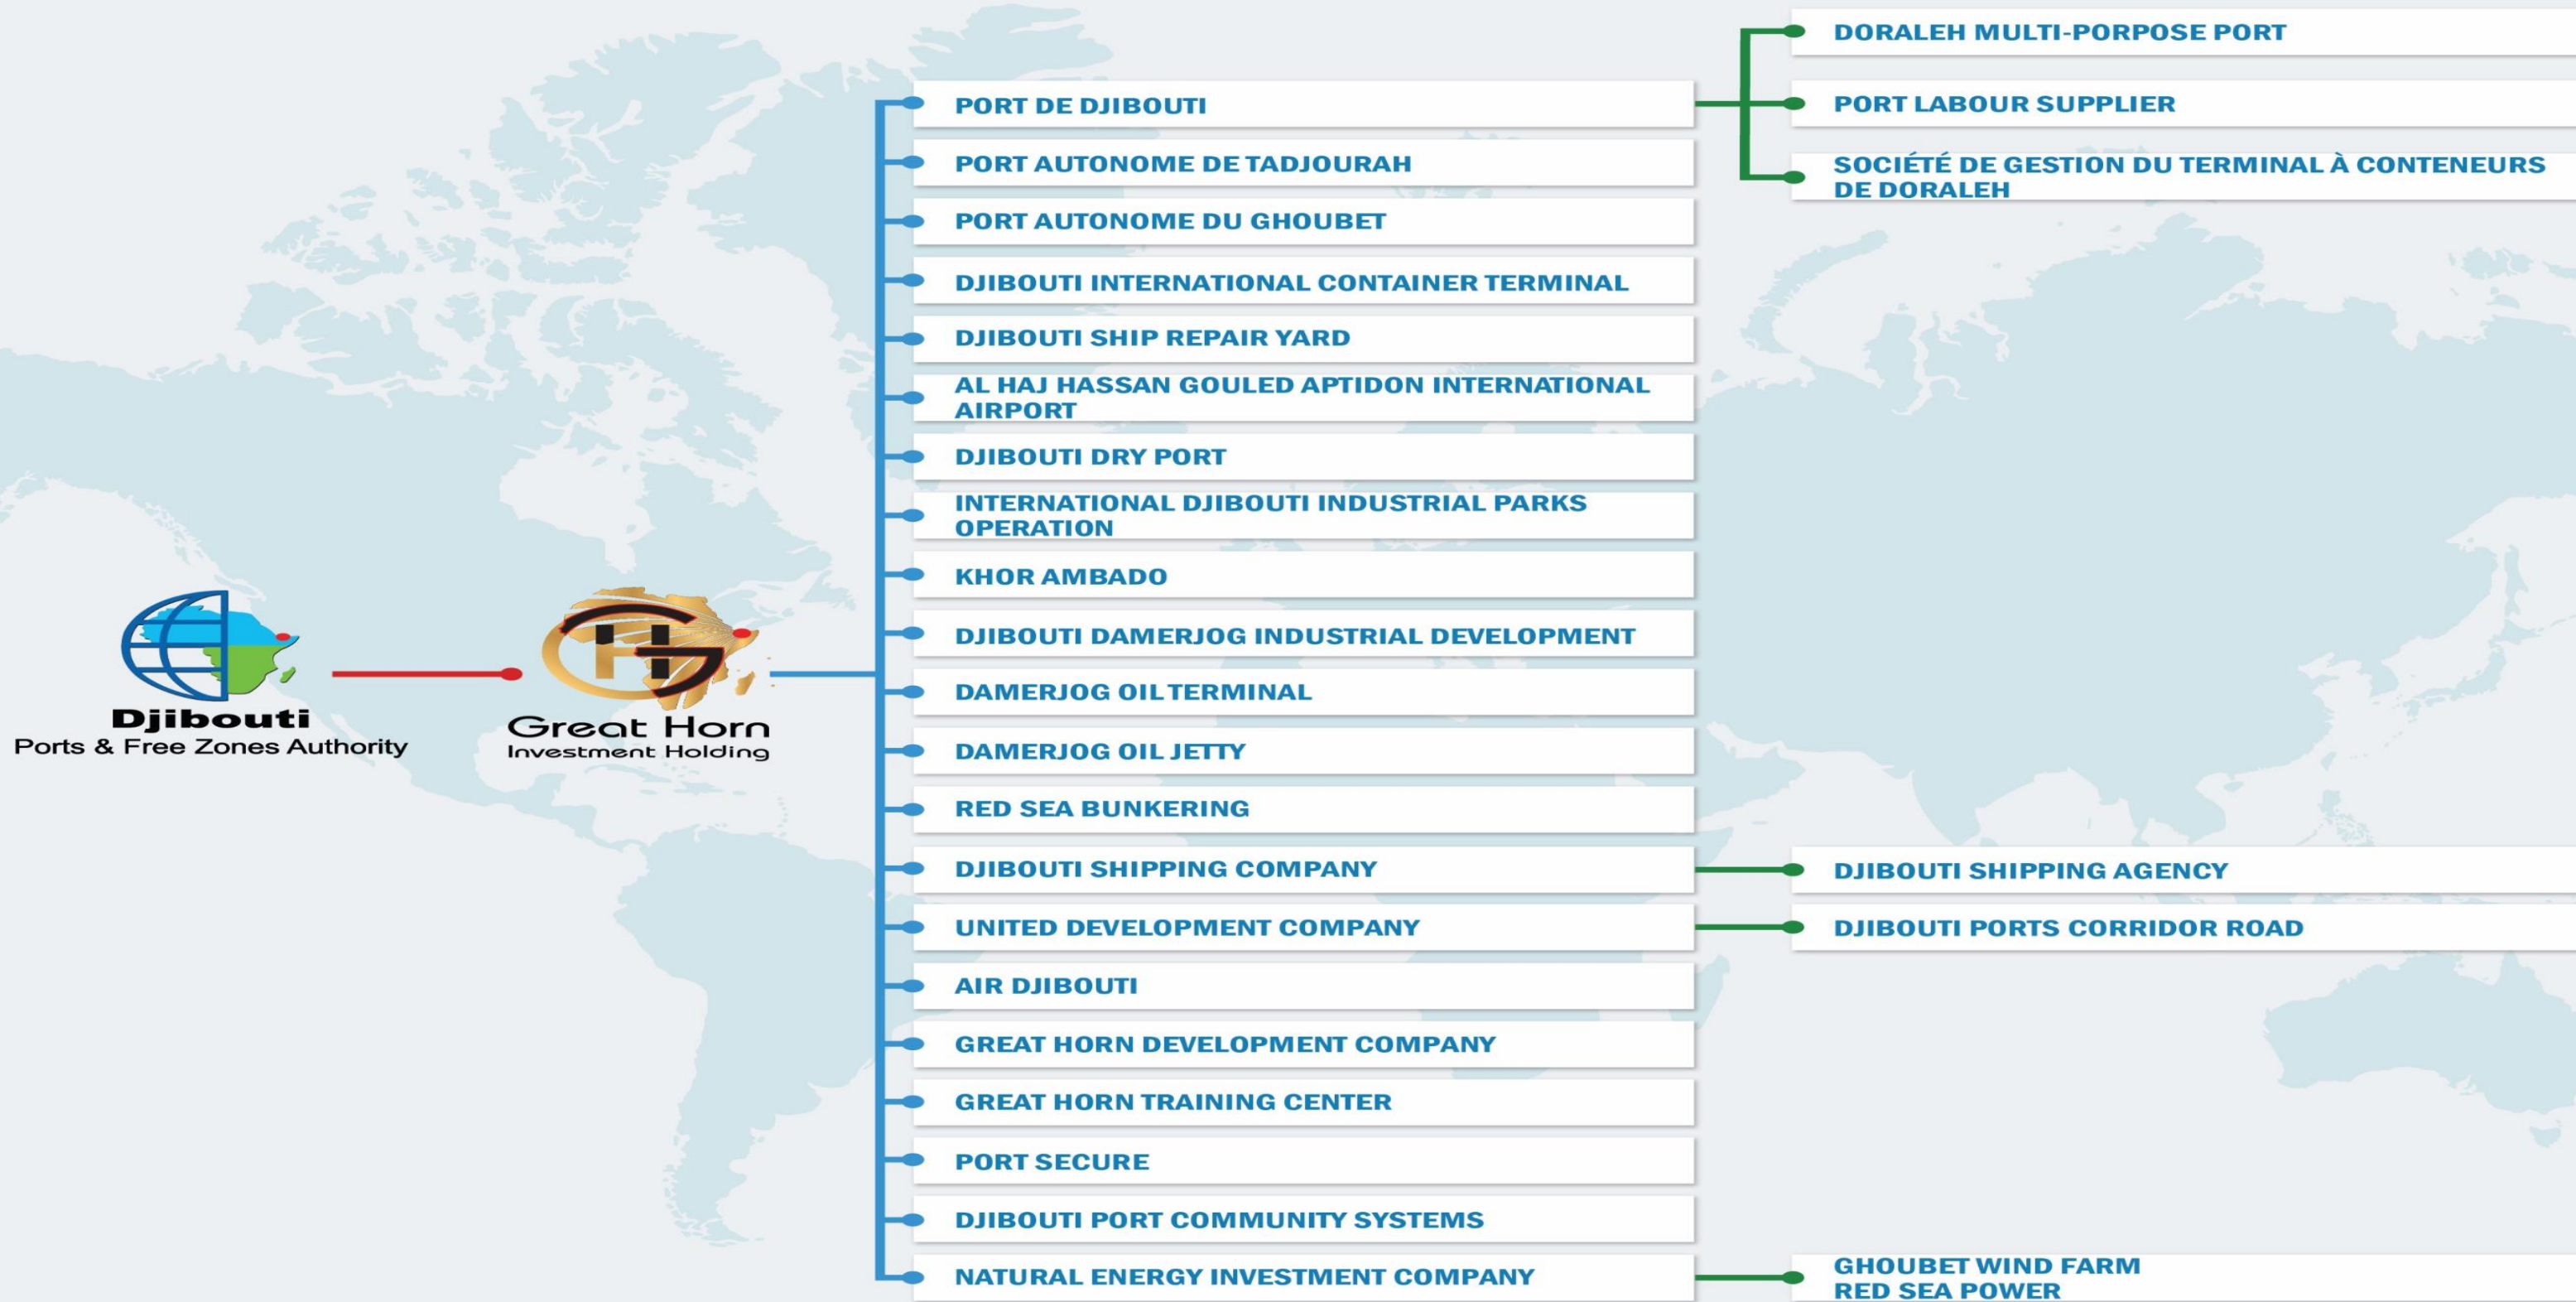 Djibouti
Ports & Free Zones Authority
GH
Great Horn
Investment Holding
PORT DE DJIBOUTI
PORT AUTONOME DE TADJOURAH
PORT AUTONOME DU GHOUBET
DJIBOUTI INTERNATIONAL CONTAINER TERMINAL
DJIBOUTI SHIP REPAIR YARD
AL HAJ HASSAN GOULED APTIDON INTERNATIONAL
AIRPORT
DJIBOUTI DRY PORT
INTERNATIONAL DJIBOUTI INDUSTRIAL PARKS
OPERATION
KHOR AMBADO
DJIBOUTI DAMERJOG INDUSTRIAL DEVELOPMENT
DAMERJOG OIL TERMINAL
DAMERJOG OIL JETTY
RED SEA BUNKERING
DJIBOUTI SHIPPING COMPANY
UNITED DEVELOPMENT COMPANY
AIR DJIBOUTI
GREAT HORN DEVELOPMENT COMPANY
GREAT HORN TRAINING CENTER
PORT SECURE
DJIBOUTI PORT COMMUNITY SYSTEMS
NATURAL ENERGY INVESTMENT COMPANY
DORALEH MULTI-PORPOSE PORT
PORT LABOUR SUPPLIER
SOCIÉTÉ DE GESTION DU TERMINAL À CONTENEURS
DE DORALEH
DJIBOUTI SHIPPING AGENCY
DJIBOUTI PORTS CORRIDOR ROAD
GHOUBET WIND FARM
RED SEA POWER